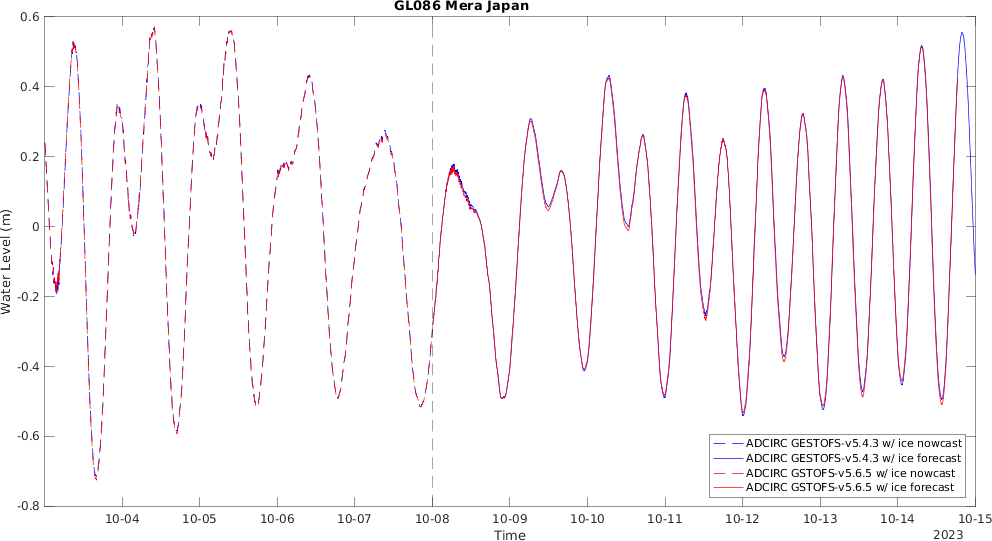 GL086 Mera Japan
0.6
0.4
0.2
0
-0.2
-0.4
-0.6
-0.8
Water Level (m)
ADCIRC GESTOFS-v5.4.3 w/ ice nowcast
ADCIRC GESTOFS-v5.4.3 w/ ice forecast
ADCIRC GSTOFS-v5.6.5 w/ ice nowcast
ADCIRC GSTOFS-v5.6.5 w/ ice forecast
10-04 10-05 10-06 10-07 10-08 10-09 10-10 10-11 10-12 10-13 10-14 10-15
Time
2023